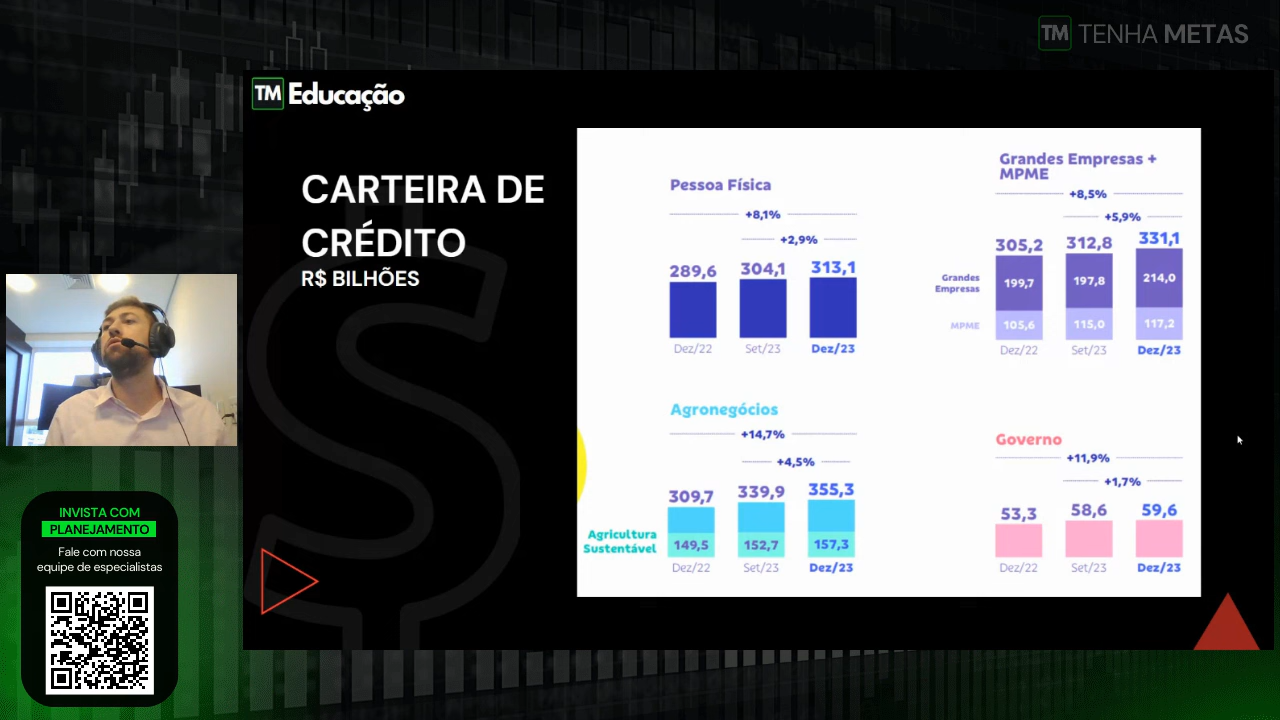 TM TENHA METAS
TM Educação
CARTEIRA DE
CRÉDITO
R$ BILHÕES
Pessoa Física
+8,1%
+2,9%
289,6 304,1 313,1
Dez/22 Set/23 Dez/23
Grandes Empresas +
MPME
+8,5%
+5,9%
305,2 312,8 331,1
Grandes
Empresas
199,7 197,8 214,0
MPME
105,6 115,0 117,2
Dez/22 Set/23 Dez/23
Agronegócios
+14,7%
+4,5%
309,7 339,9 355,3
Agricultura
Sustentável
149,5 152,7 157,3
Dez/22 Set/23 Dez/23
Governo
+11,9%
+1,7%
53,3 58,6 59,6
Dez/22 Set/23 Dez/23
INVISTA COM
PLANEJAMENTO
Fale com nossa
equipe de especialistas